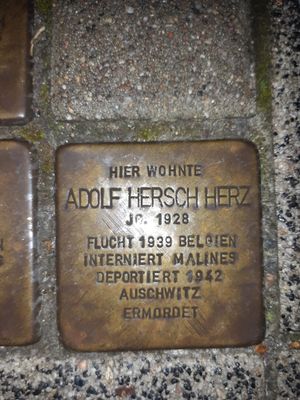 HIER WOHNTE
ADOLF HERSCH HERZ
JG. 1928
FLUCHT 1939 BELGIEN
INTERNIERT MALINES
DEPORTIERT 1942
AUSCHWITZ
ERMORDET